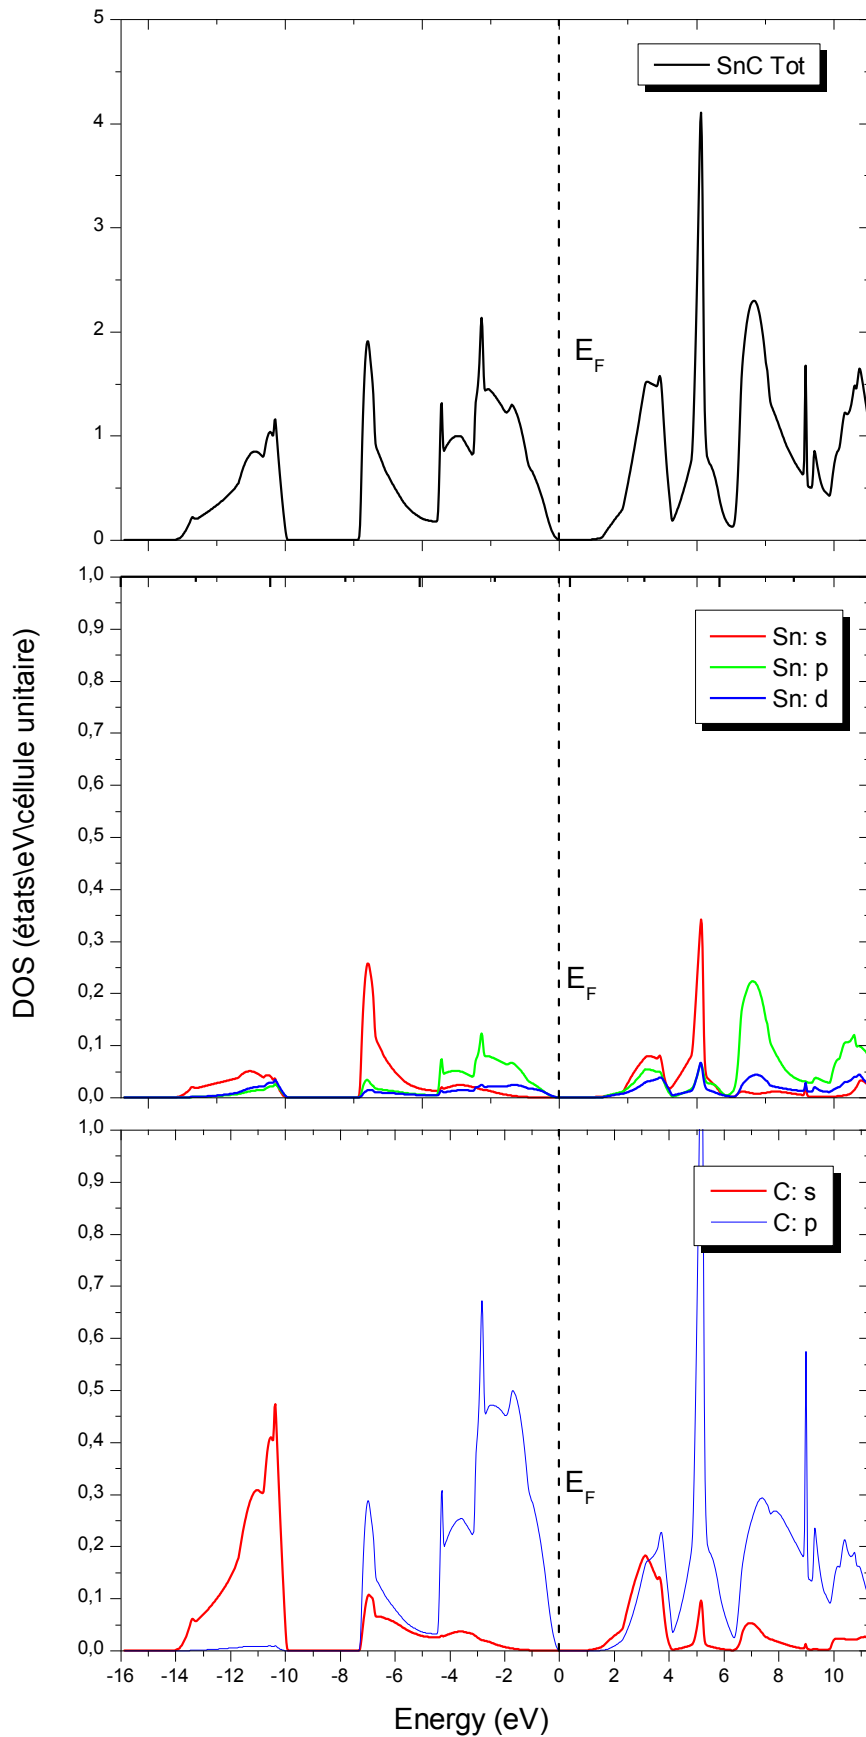 5
SnC Tot
4
3
2
E_F
1
0
1,0
0,9
Sn: s
Sn: p
0,8
Sn: d
0,7
0,6
0,5
0,4
0,3
E_F
0,2
0,1
0,0
DOS (états\eV\céllule unitaire)
1,0
0,9
C: s
C: p
0,8
0,7
0,6
0,5
0,4
0,3
E_F
0,2
0,1
0,0
-16 -14 -12 -10 -8 -6 -4 -2 0 2 4 6 8 10
Energy (eV)